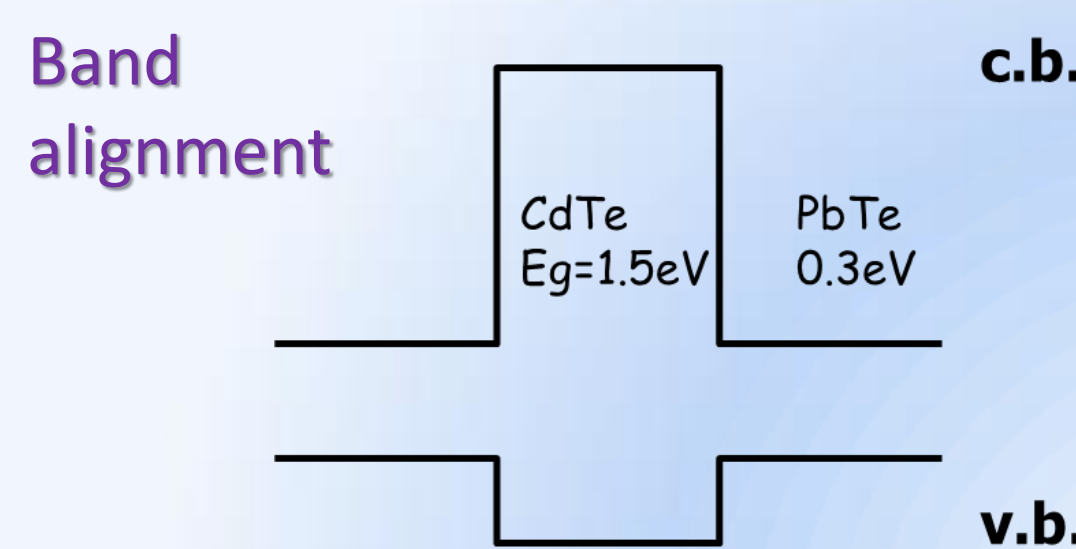 Band
alignment
c.b.
CdTe
Eg=1.5eV
PbTe
0.3eV
v.b.